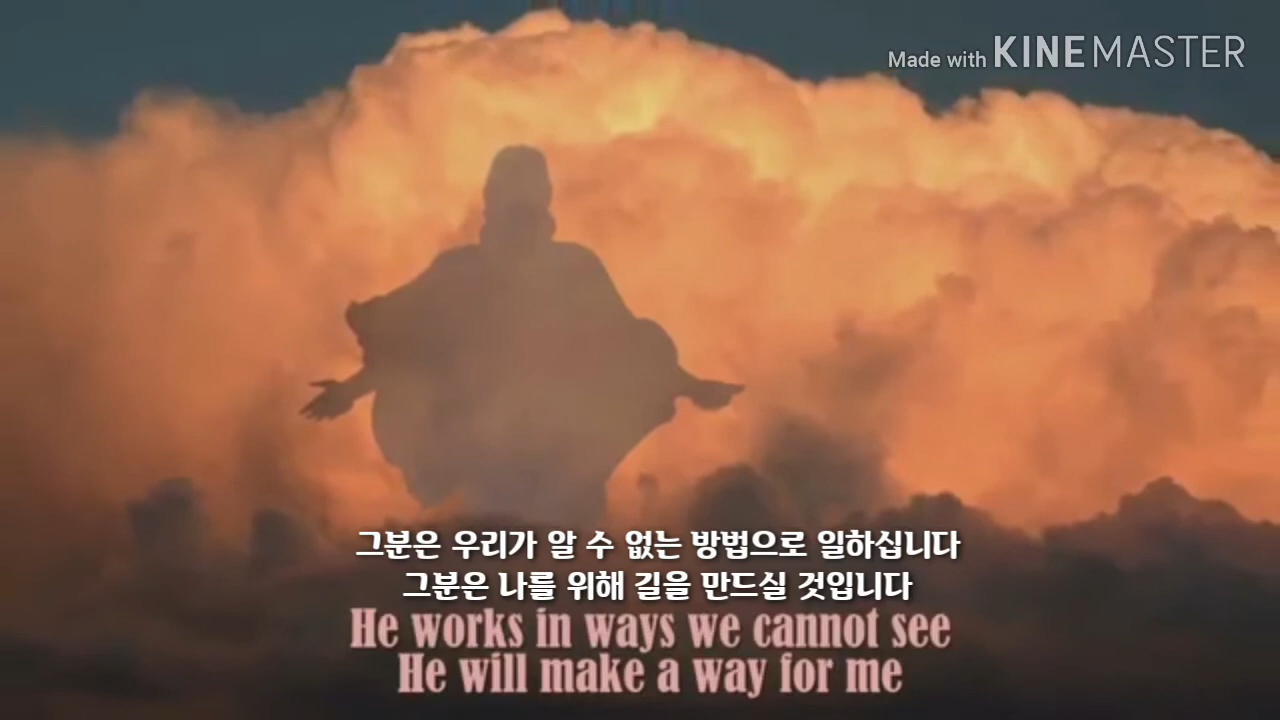 Made with KINEMASTER
그분은 우리가 알 수 없는 방법으로 일하십니다
그분은 나를 위해 길을 만드실 것입니다
He works in ways we cannot see
He will make a way for me